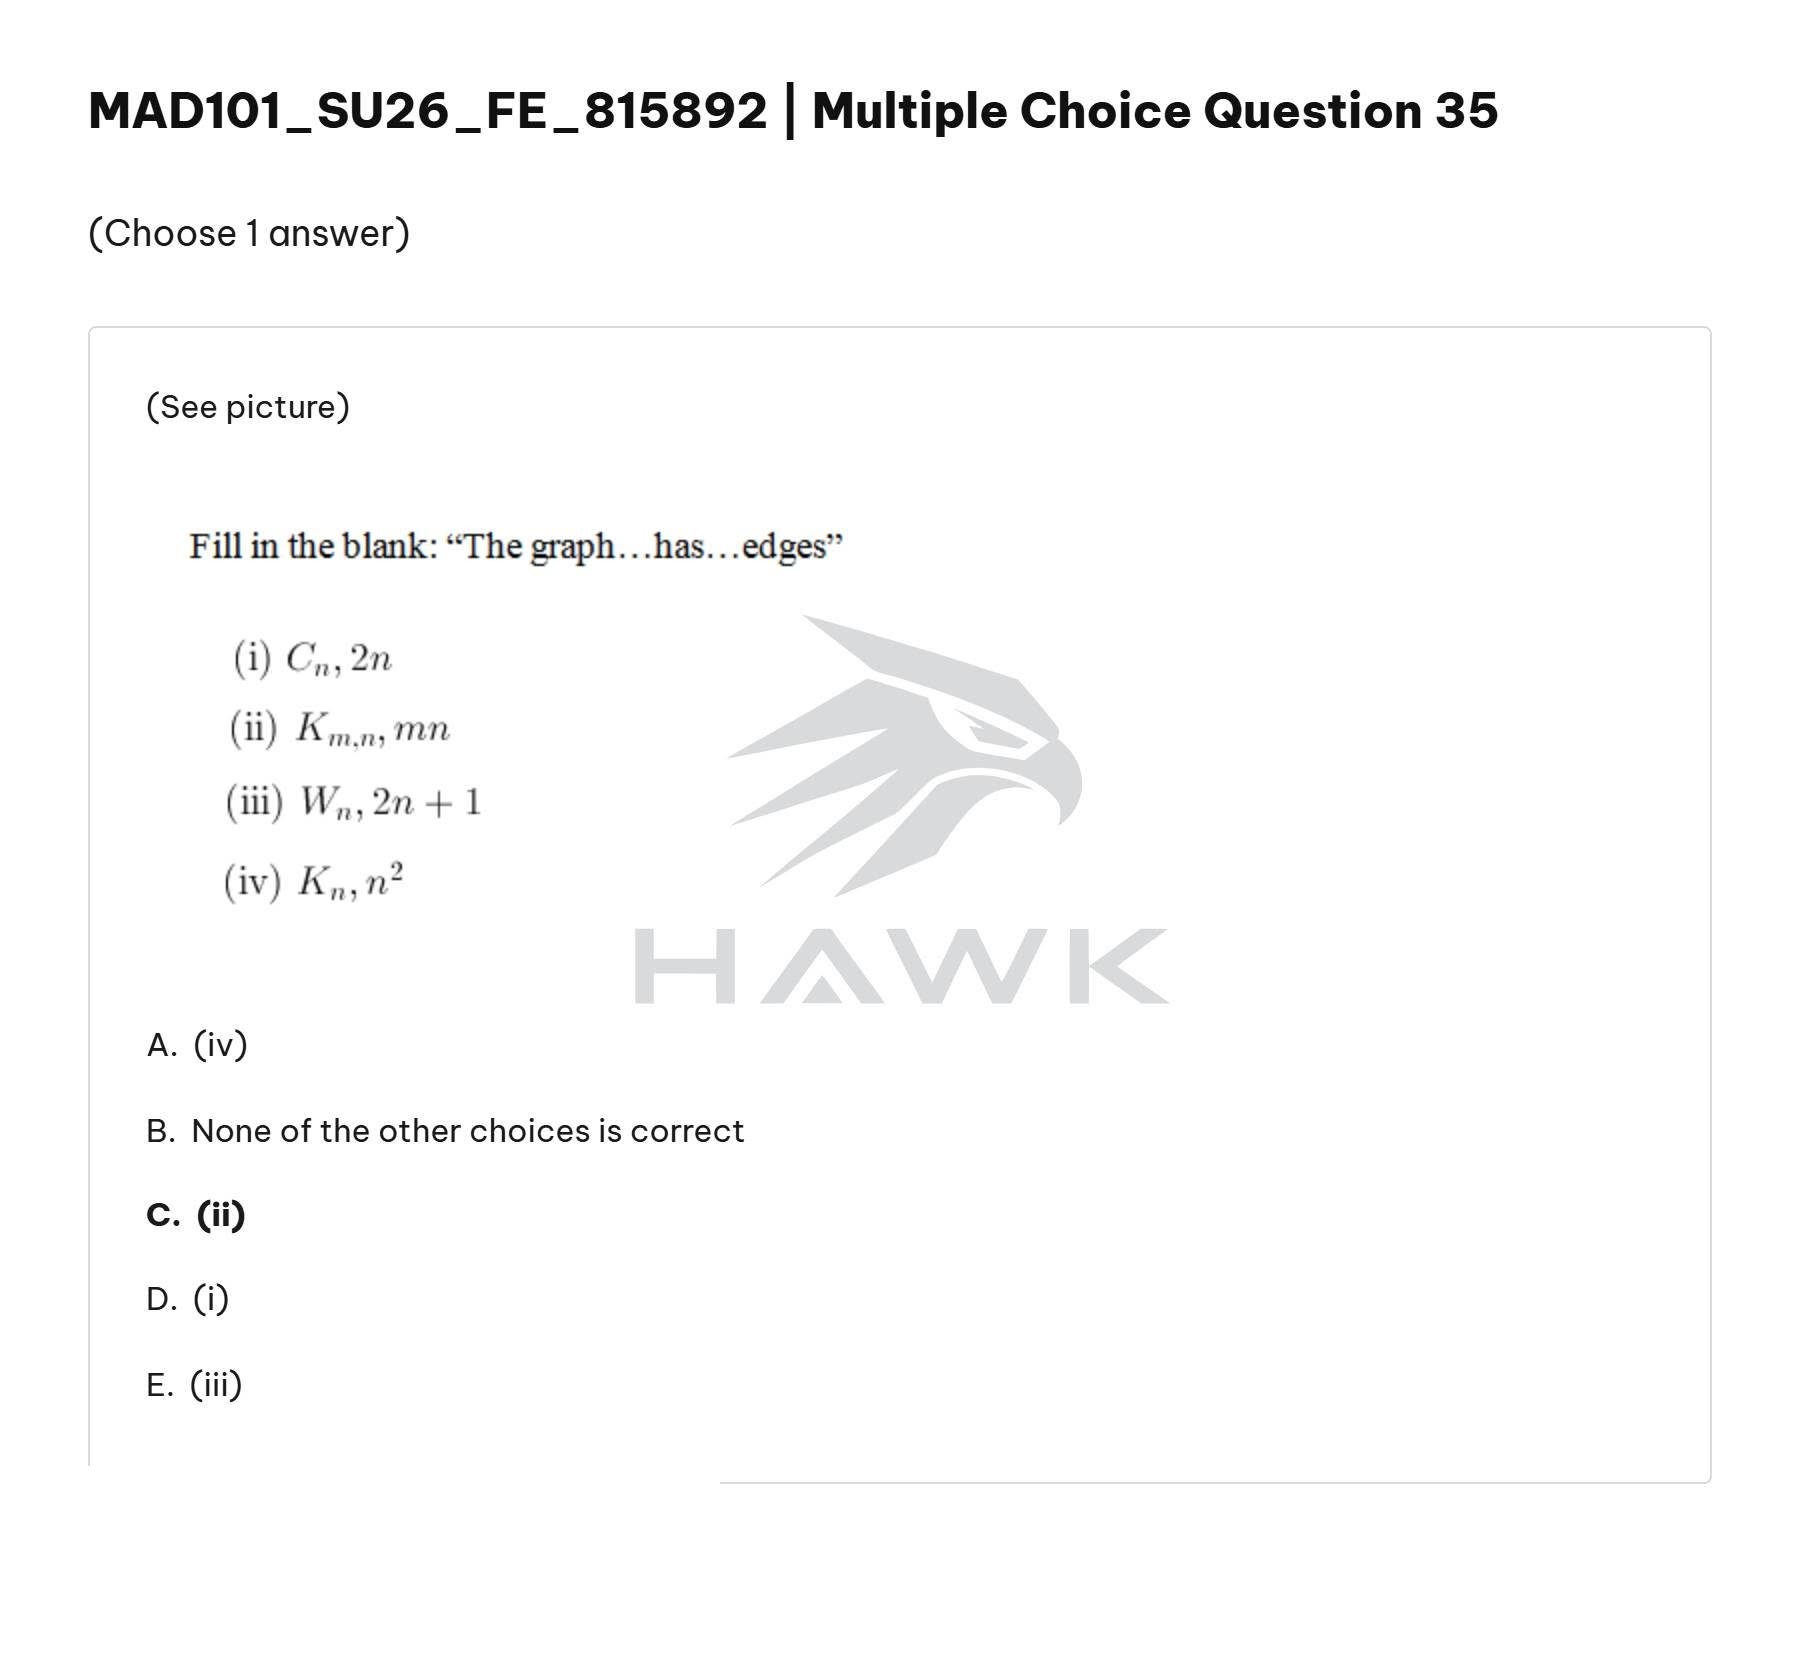 MAD101_SU26_FE_815892 | Multiple Choice Question 35
(Choose 1 answer)
(See picture)
Fill in the blank: “The graph...has...edges”
(i) Cₙ, 2n
(ii) Kₘ,ₙ, mn
(iii) Wₙ, 2n + 1
(iv) Kₙ, n²
HAWK
A. (iv)
B. None of the other choices is correct
C. (ii)
D. (i)
E. (iii)